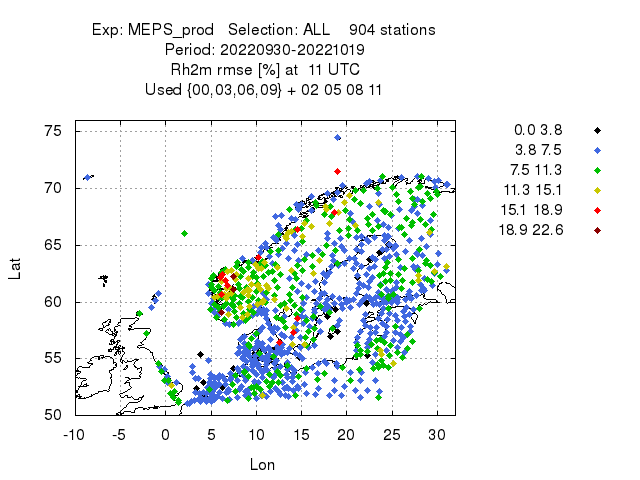 Exp: MEPS_prod   Selection: ALL    904 stations
Period: 20220930-20221019
Rh2m rmse [%] at  11 UTC
Used {00,03,06,09} + 02 05 08 11
0.0 3.8
3.8 7.5
7.5 11.3
11.3 15.1
15.1 18.9
18.9 22.6
75
70
65
60
55
50
Lat
-10 -5 0 5 10 15 20 25 30
Lon